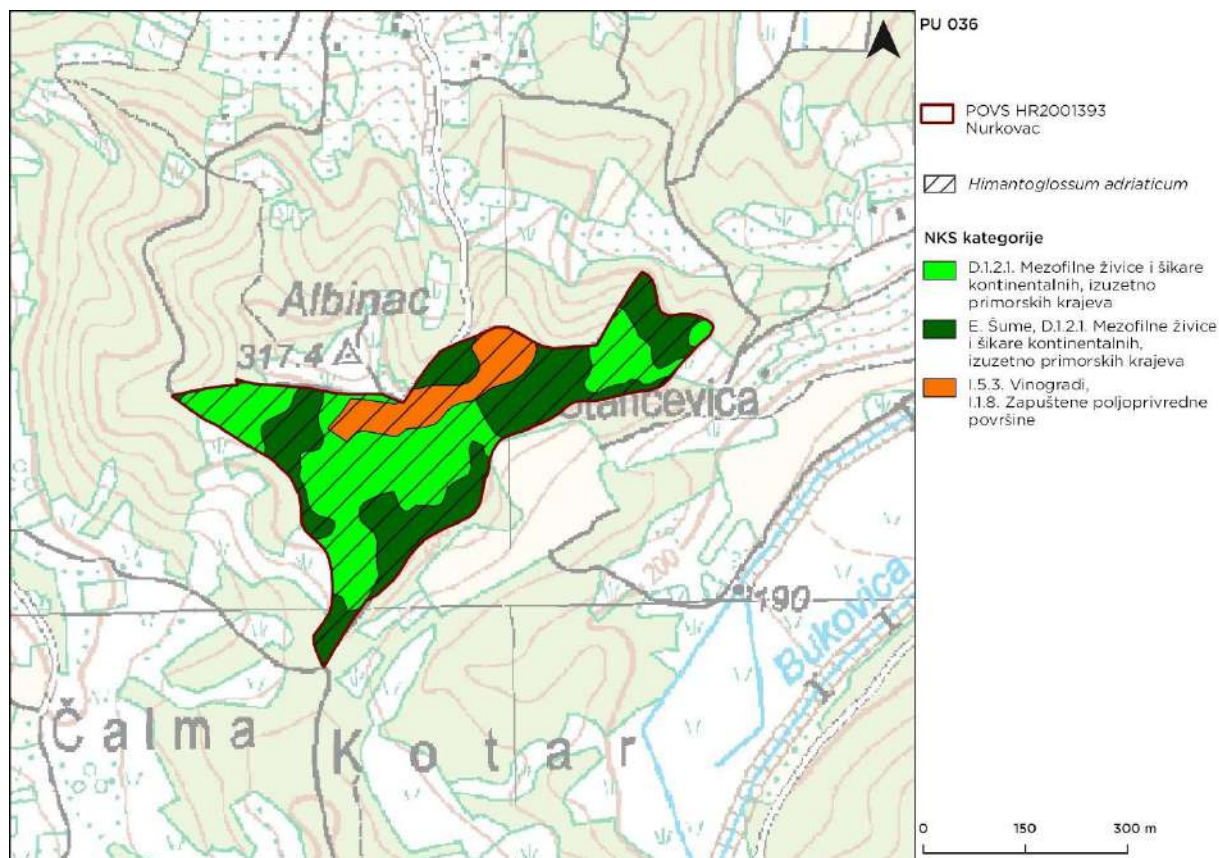 PU 036
POVS HR2001393
Nurkovac
Himantoglossum adriaticum
NKS kategorije
D.1.2.1. Mezofilne živice i šikare
kontinentalnih, izuzetno
primorskih krajeva
E. Šume, D.1.2.1. Mezofilne živice
i šikare kontinentalnih,
izuzetno primorskih krajeva
I.5.3. Vinogradi,
I.1.8. Zapuštene poljoprivredne
površine
Albinac
317.4
200
190
Bukovica
Čalma
Kotar
0 150 300 m